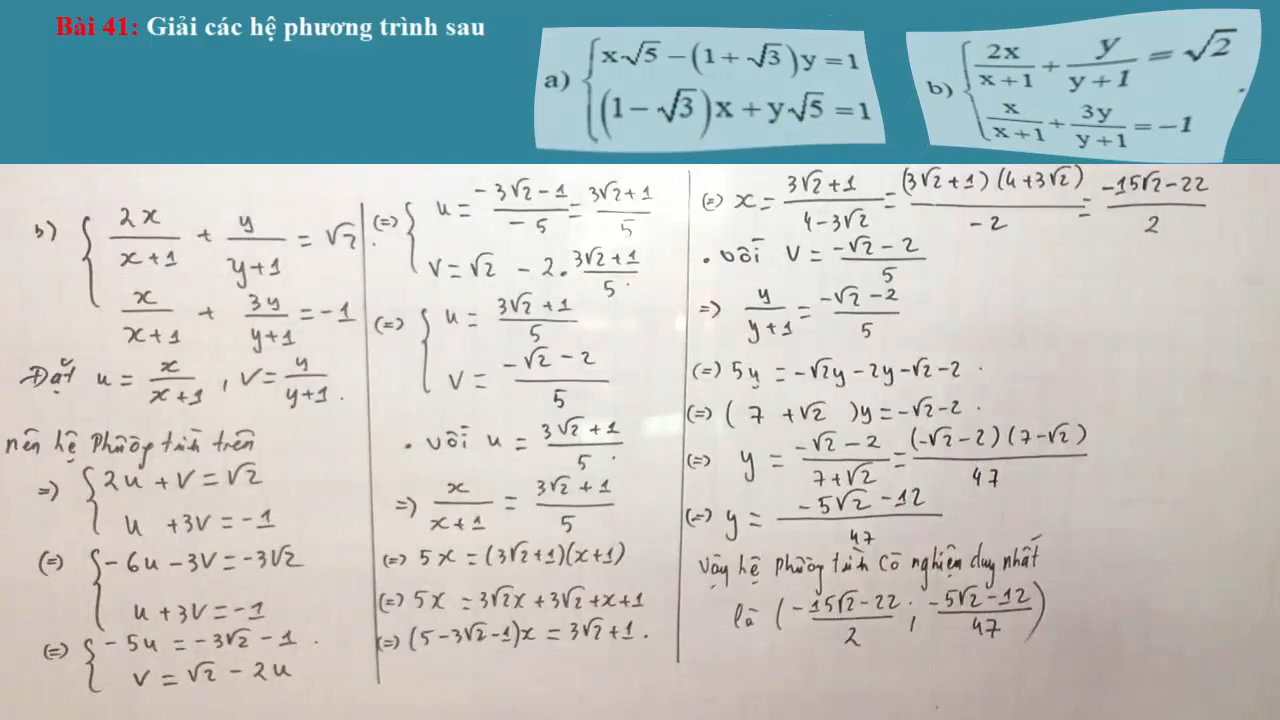 Bài 41: Giải các hệ phương trình sau
a) { x√5 − (1 + √3)y = 1
(1 − √3)x + y√5 = 1
b) { 2x/(x+1) + y/(y+1) = √2
x/(x+1) + 3y/(y+1) = −1
b) { 2x/(x+1) + y/(y+1) = √2
x/(x+1) + 3y/(y+1) = −1
Đặt u = x/(x+1), v = y/(y+1).
nên hệ phương trình trên
=> { 2u + v = √2
u + 3v = −1
(=) { −6u − 3v = −3√2
u + 3v = −1
(=) { −5u = −3√2 − 1.
v = √2 − 2u
(=) { u = (−3√2 − 1)/(−5) = (3√2 + 1)/5
v = √2 − 2. (3√2 + 1)/5.
(=) { u = (3√2 + 1)/5
v = (−√2 − 2)/5
. với u = (3√2 + 1)/5.
=> x/(x+1) = (3√2 + 1)/5
(=) 5x = (3√2+1)(x+1)
(=) 5x = 3√2x + 3√2 + x + 1
(=) (5 − 3√2 − 1)x = 3√2 + 1.
(=) x = (3√2 + 1)/(4 − 3√2) = (3√2 + 1)(4 + 3√2)/(−2) = (−15√2 − 22)/2
. với v = (−√2 − 2)/5
=> y/(y+1) = (−√2 − 2)/5
(=) 5y = −√2y − 2y − √2 − 2.
(=) (7 + √2)y = −√2 − 2.
(=) y = (−√2 − 2)/(7 + √2) = (−√2 − 2)(7 − √2)/47
(=) y = (−5√2 − 12)/47
Vậy hệ phương trình có nghiệm duy nhất
là ((−15√2 − 22)/2 ; (−5√2 − 12)/47)